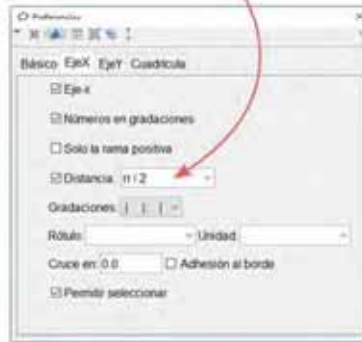 Preferencias
Básico EjeX EjeY Cuadrícula
Eje-x
Números en gradaciones
Solo la rama positiva
Distancia: π / 2
Gradaciones:
Rótulo: Unidad:
Cruce en: 0.0 Adhesión al borde
Permitir seleccionar